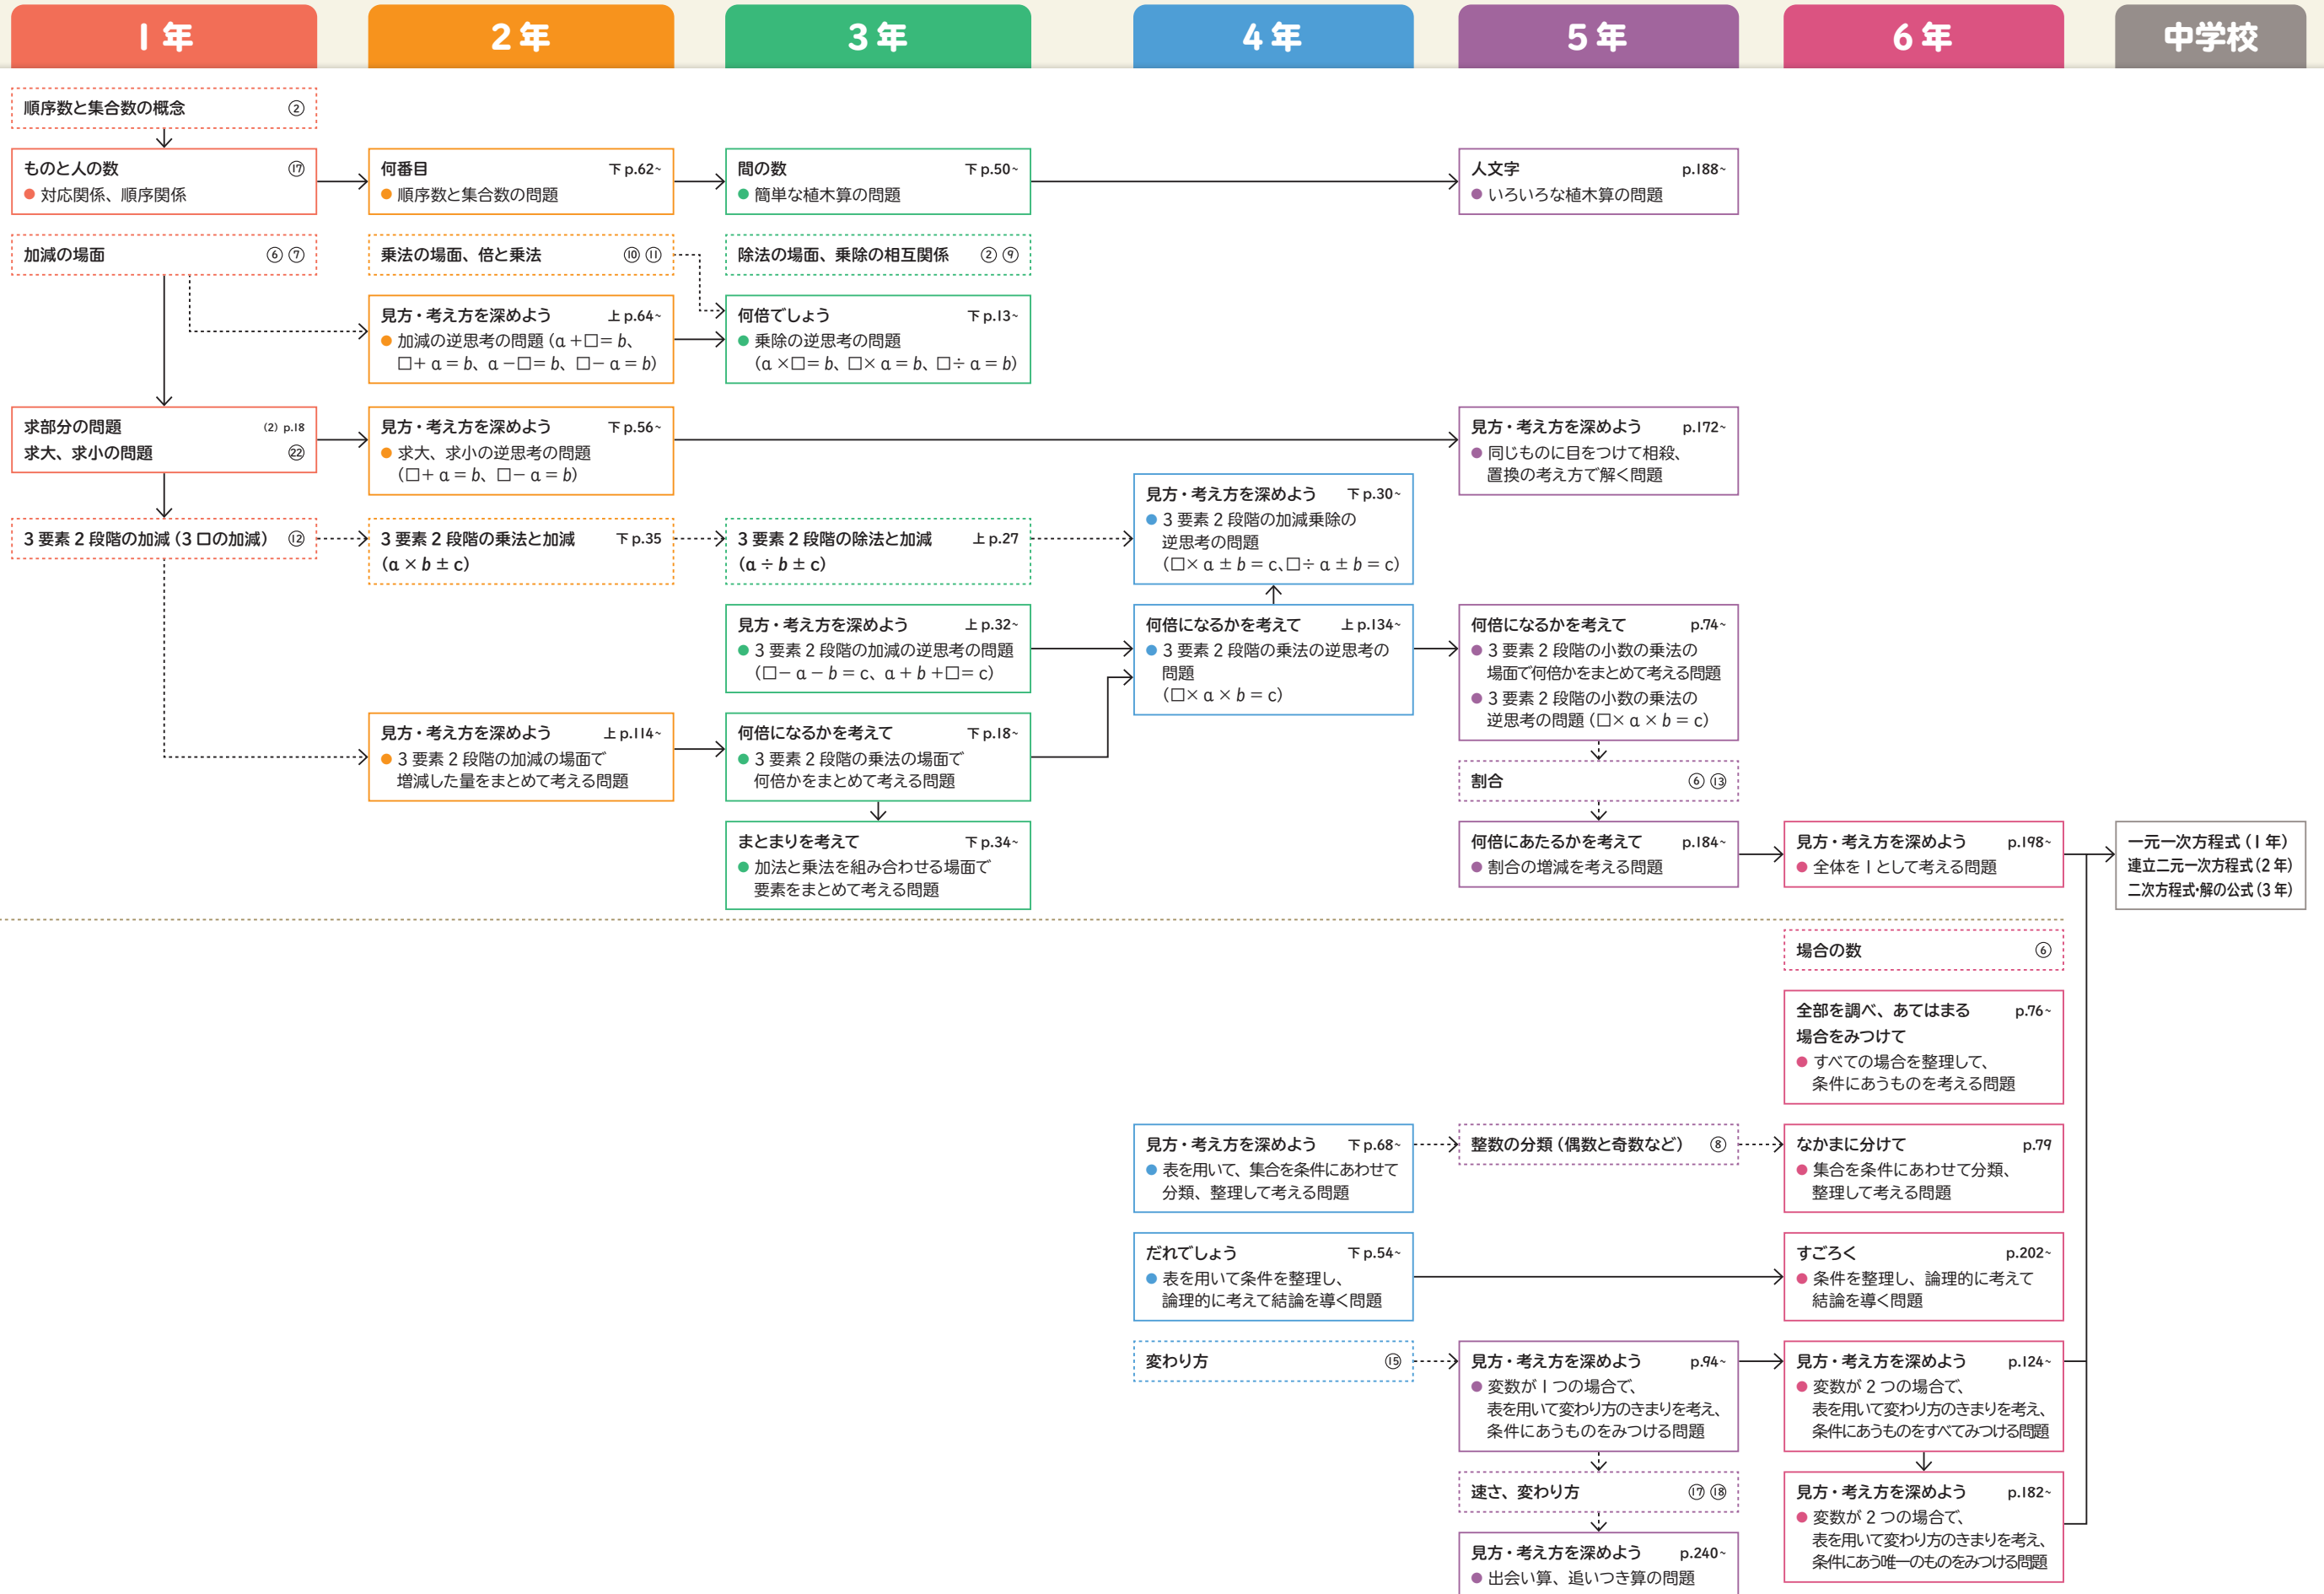 1年
2年
3年
4年
5年
6年
中学校
順序数と集合数の概念 ②
ものと人の数 ⑰
● 対応関係、順序関係
加減の場面 ⑥ ⑦
求部分の問題 (2) p.18
求大、求小の問題 ㉒
3要素2段階の加減（3口の加減） ⑫
何番目 下 p.62~
● 順序数と集合数の問題
乗法の場面、倍と乗法 ⑩ ⑪
見方・考え方を深めよう 上 p.64~
● 加減の逆思考の問題（a＋□＝b、
□＋a＝b、a－□＝b、□－a＝b）
見方・考え方を深めよう 下 p.56~
● 求大、求小の逆思考の問題
（□＋a＝b、□－a＝b）
3要素2段階の乗法と加減 下 p.35
（a×b±c）
見方・考え方を深めよう 上 p.114~
● 3要素2段階の加減の場面で
増減した量をまとめて考える問題
間の数 下 p.50~
● 簡単な植木算の問題
除法の場面、乗除の相互関係 ② ⑨
何倍でしょう 下 p.13~
● 乗除の逆思考の問題
（a×□＝b、□×a＝b、□÷a＝b）
3要素2段階の除法と加減 上 p.27
（a÷b±c）
見方・考え方を深めよう 上 p.32~
● 3要素2段階の加減の逆思考の問題
（□－a－b＝c、a＋b＋□＝c）
何倍になるかを考えて 下 p.18~
● 3要素2段階の乗法の場面で
何倍かをまとめて考える問題
まとまりを考えて 下 p.34~
● 加法と乗法を組み合わせる場面で
要素をまとめて考える問題
見方・考え方を深めよう 下 p.30~
● 3要素2段階の加減乗除の
逆思考の問題
（□×a±b＝c、□÷a±b＝c）
何倍になるかを考えて 上 p.134~
● 3要素2段階の乗法の逆思考の
問題
（□×a×b＝c）
見方・考え方を深めよう 下 p.68~
● 表を用いて、集合を条件にあわせて
分類、整理して考える問題
だれでしょう 下 p.54~
● 表を用いて条件を整理し、
論理的に考えて結論を導く問題
変わり方 ⑮
人文字 p.188~
● いろいろな植木算の問題
見方・考え方を深めよう p.172~
● 同じものに目をつけて相殺、
置換の考え方で解く問題
何倍になるかを考えて p.74~
● 3要素2段階の小数の乗法の
場面で何倍かをまとめて考える問題
● 3要素2段階の小数の乗法の
逆思考の問題（□×a×b＝c）
割合 ⑥ ⑬
何倍にあたるかを考えて p.184~
● 割合の増減を考える問題
整数の分類（偶数と奇数など） ⑧
見方・考え方を深めよう p.94~
● 変数が1つの場合で、
表を用いて変わり方のきまりを考え、
条件にあうものをみつける問題
速さ、変わり方 ⑰ ⑱
見方・考え方を深めよう p.240~
● 出会い算、追いつき算の問題
見方・考え方を深めよう p.198~
● 全体を1として考える問題
場合の数 ⑥
全部を調べ、あてはまる p.76~
場合をみつけて
● すべての場合を整理して、
条件にあうものを考える問題
なかまに分けて p.79
● 集合を条件にあわせて分類、
整理して考える問題
すごろく p.202~
● 条件を整理し、論理的に考えて
結論を導く問題
見方・考え方を深めよう p.124~
● 変数が2つの場合で、
表を用いて変わり方のきまりを考え、
条件にあうものをすべてみつける問題
見方・考え方を深めよう p.182~
● 変数が2つの場合で、
表を用いて変わり方のきまりを考え、
条件にあう唯一のものをみつける問題
一元一次方程式（1年）
連立二元一次方程式（2年）
二次方程式・解の公式（3年）